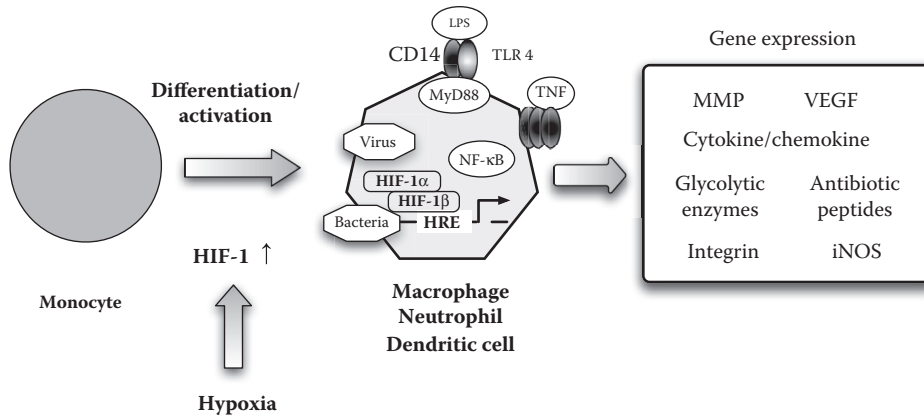 LPS
CD14
TLR 4
MyD88
TNF
Differentiation/
activation
Virus
NF-κB
HIF-1α
HIF-1β
Bacteria
HRE
HIF-1 ↑
Monocyte
Hypoxia
Macrophage
Neutrophil
Dendritic cell
Gene expression
MMP VEGF
Cytokine/chemokine
Glycolytic
enzymes
Antibiotic
peptides
Integrin iNOS